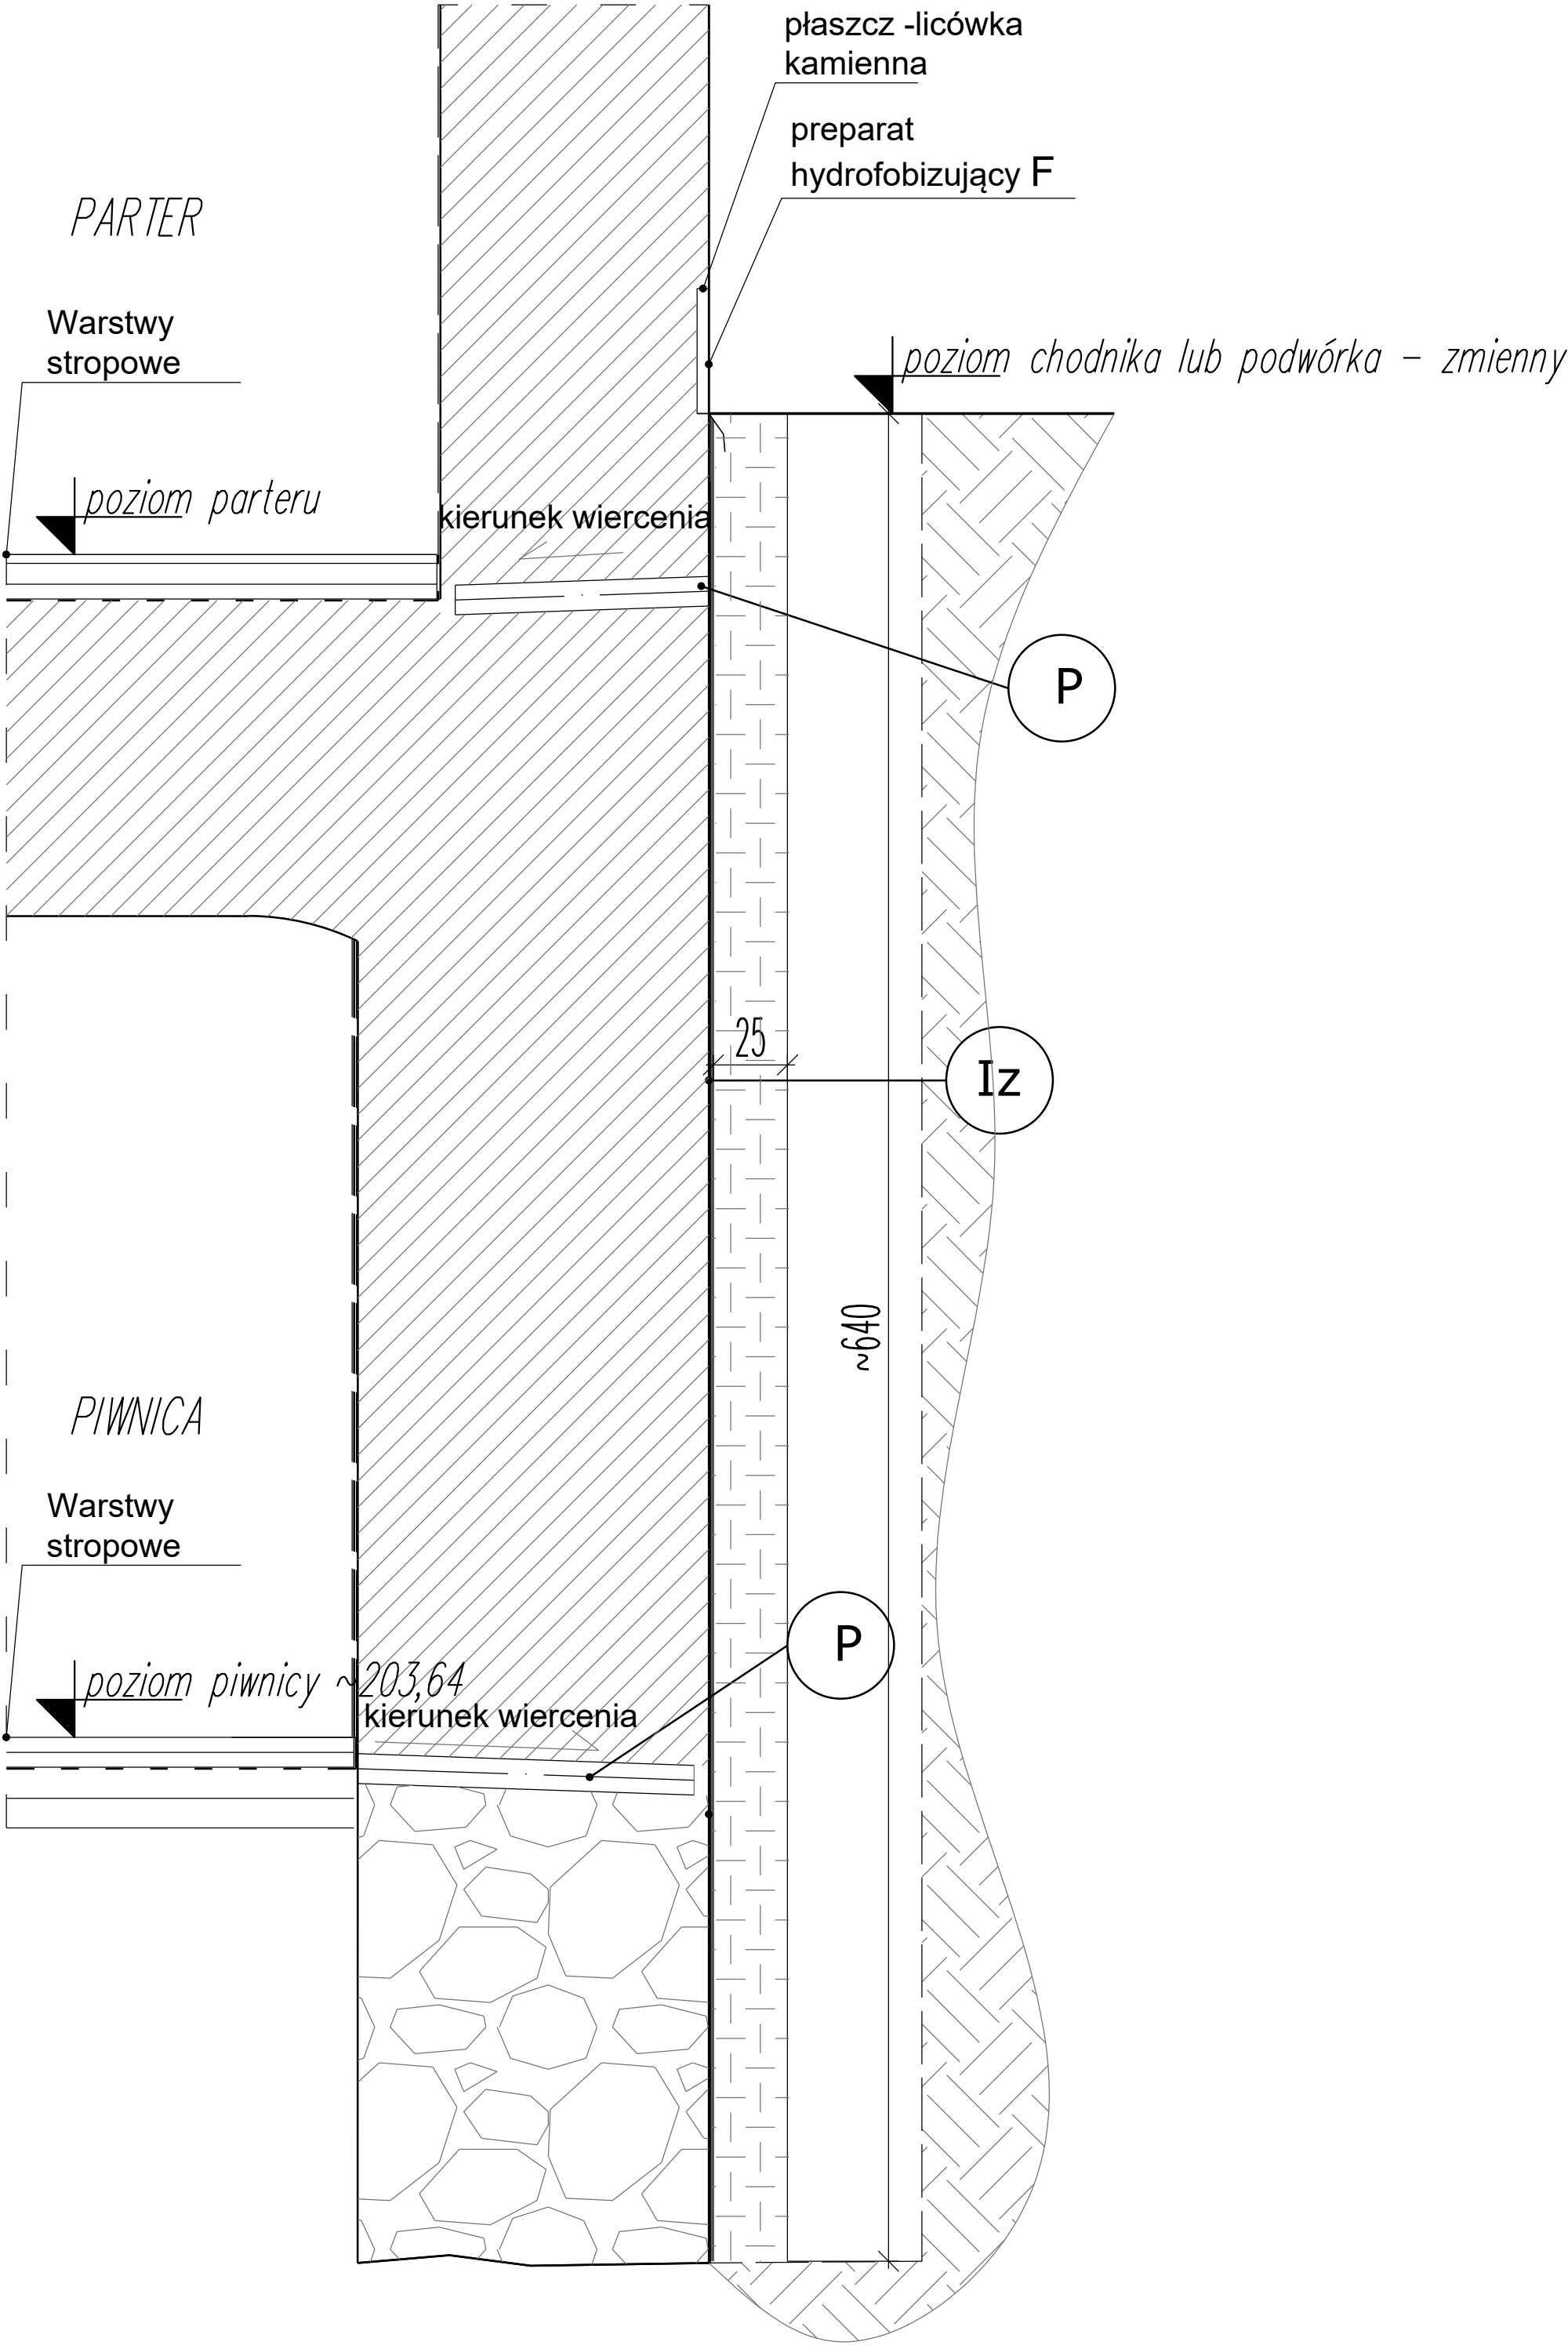 płaszcz -licówka
kamienna
preparat
hydrofobizujący F
PARTER
Warstwy
stropowe
poziom chodnika lub podwórka – zmienny
poziom parteru
kierunek wiercenia
P
25
Iz
~640
PIWNICA
Warstwy
stropowe
P
poziom piwnicy ~203,64
kierunek wiercenia